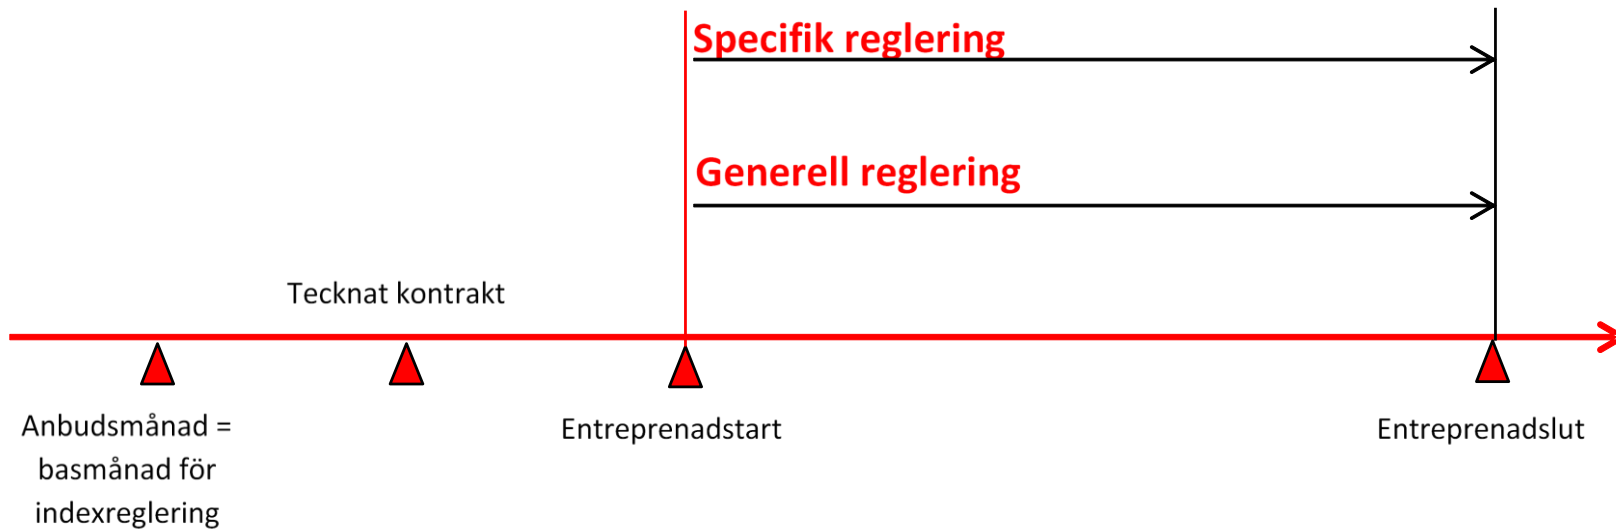 Specifik reglering
Generell reglering
Tecknat kontrakt
Anbudsmånad =
basmånad för
indexreglering
Entreprenadstart
Entreprenadslut